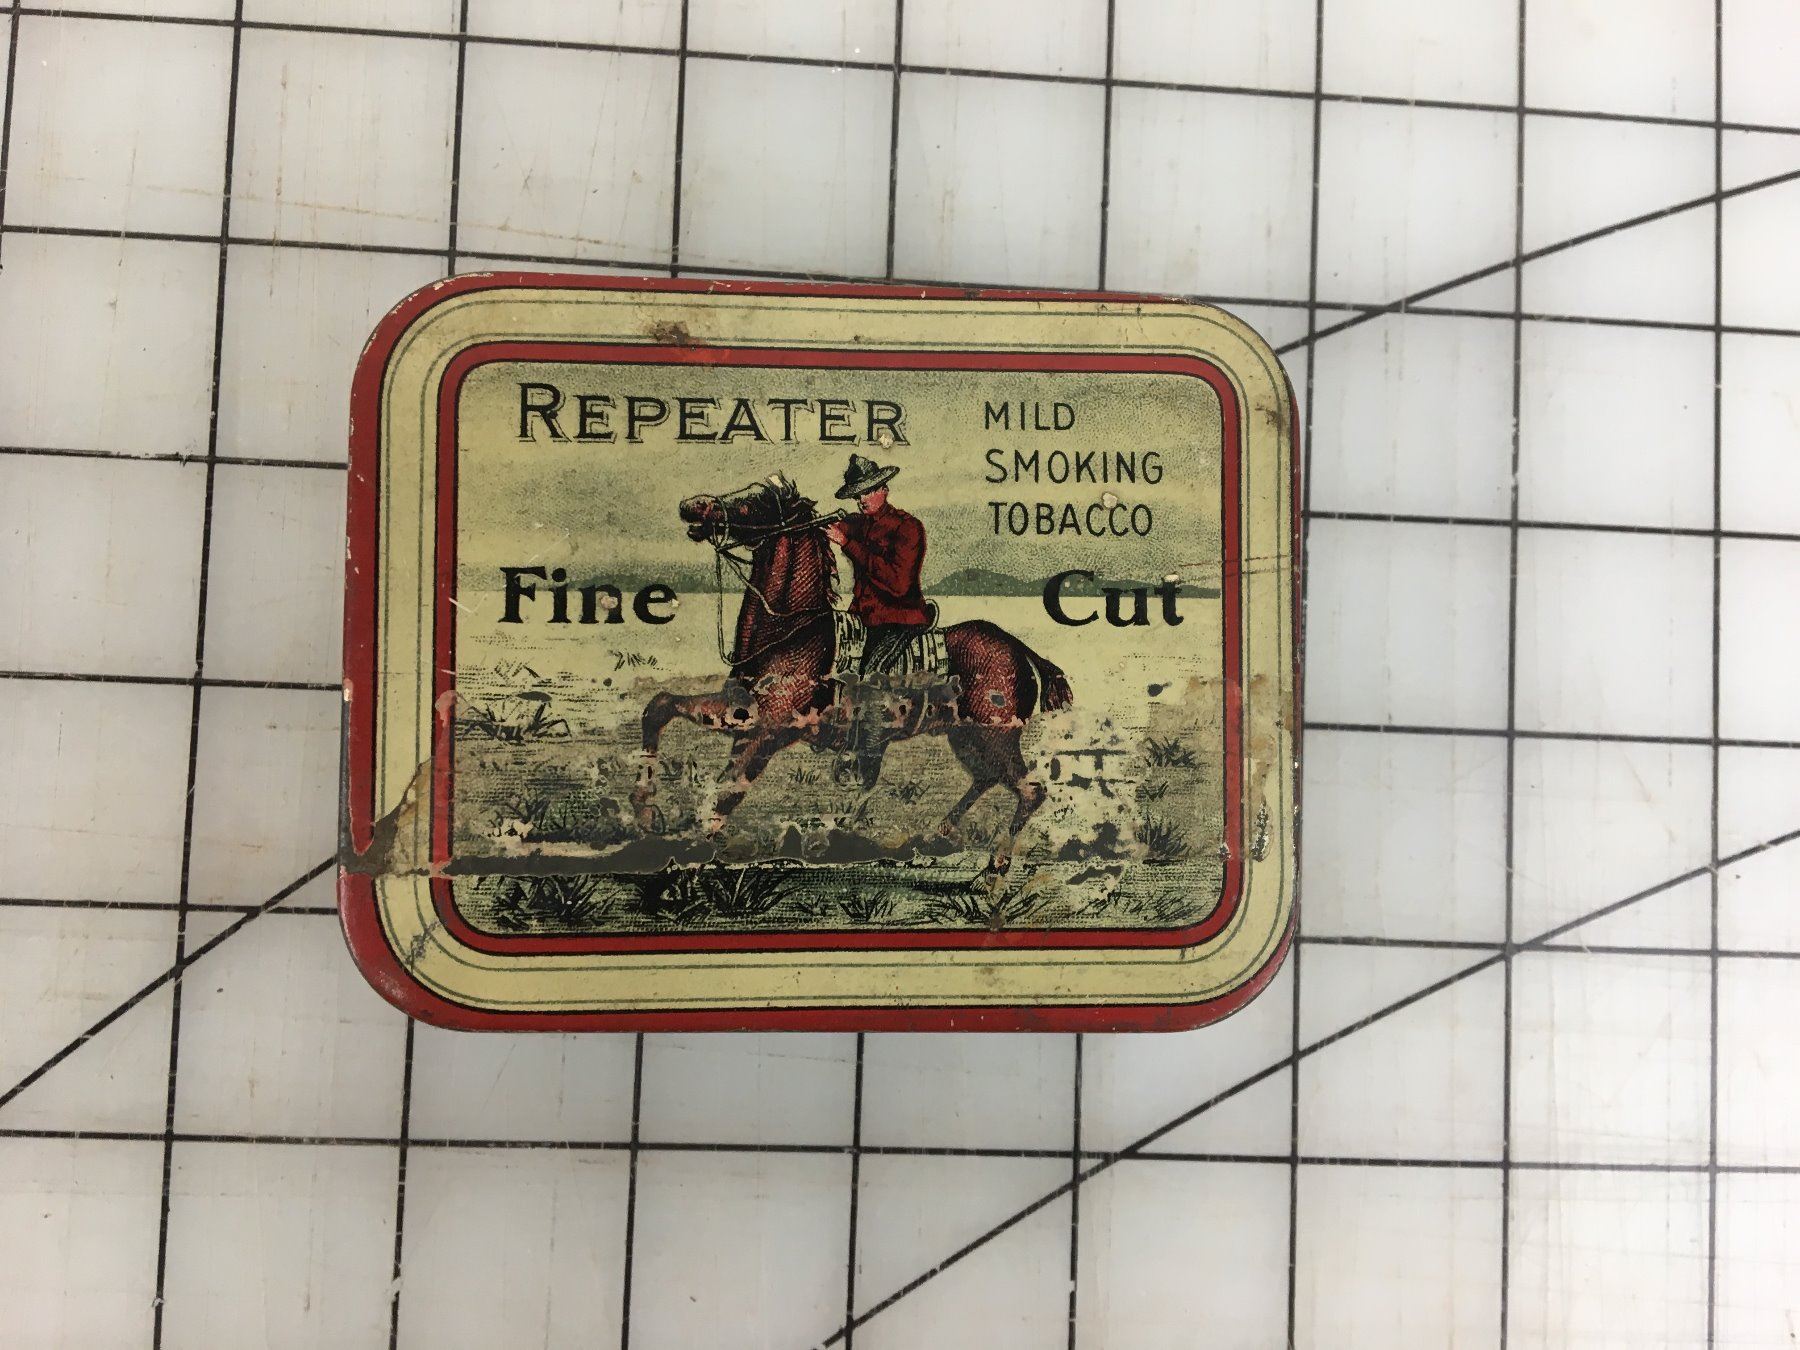 REPEATER
MILD
SMOKING
TOBACCO
Fine Cut